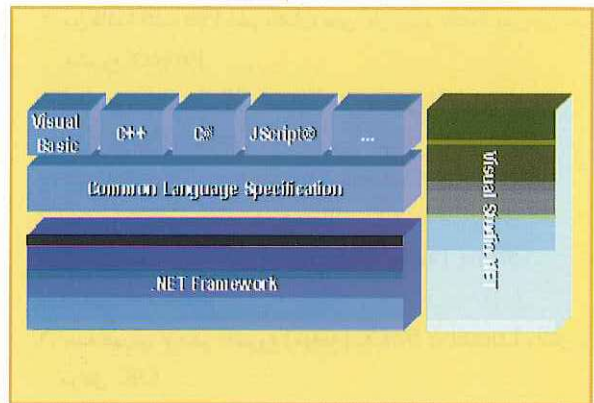 Visual
Basic
C++
C#
JScript®
...
Common Language Specification
.NET Framework
Visual Studio.NET